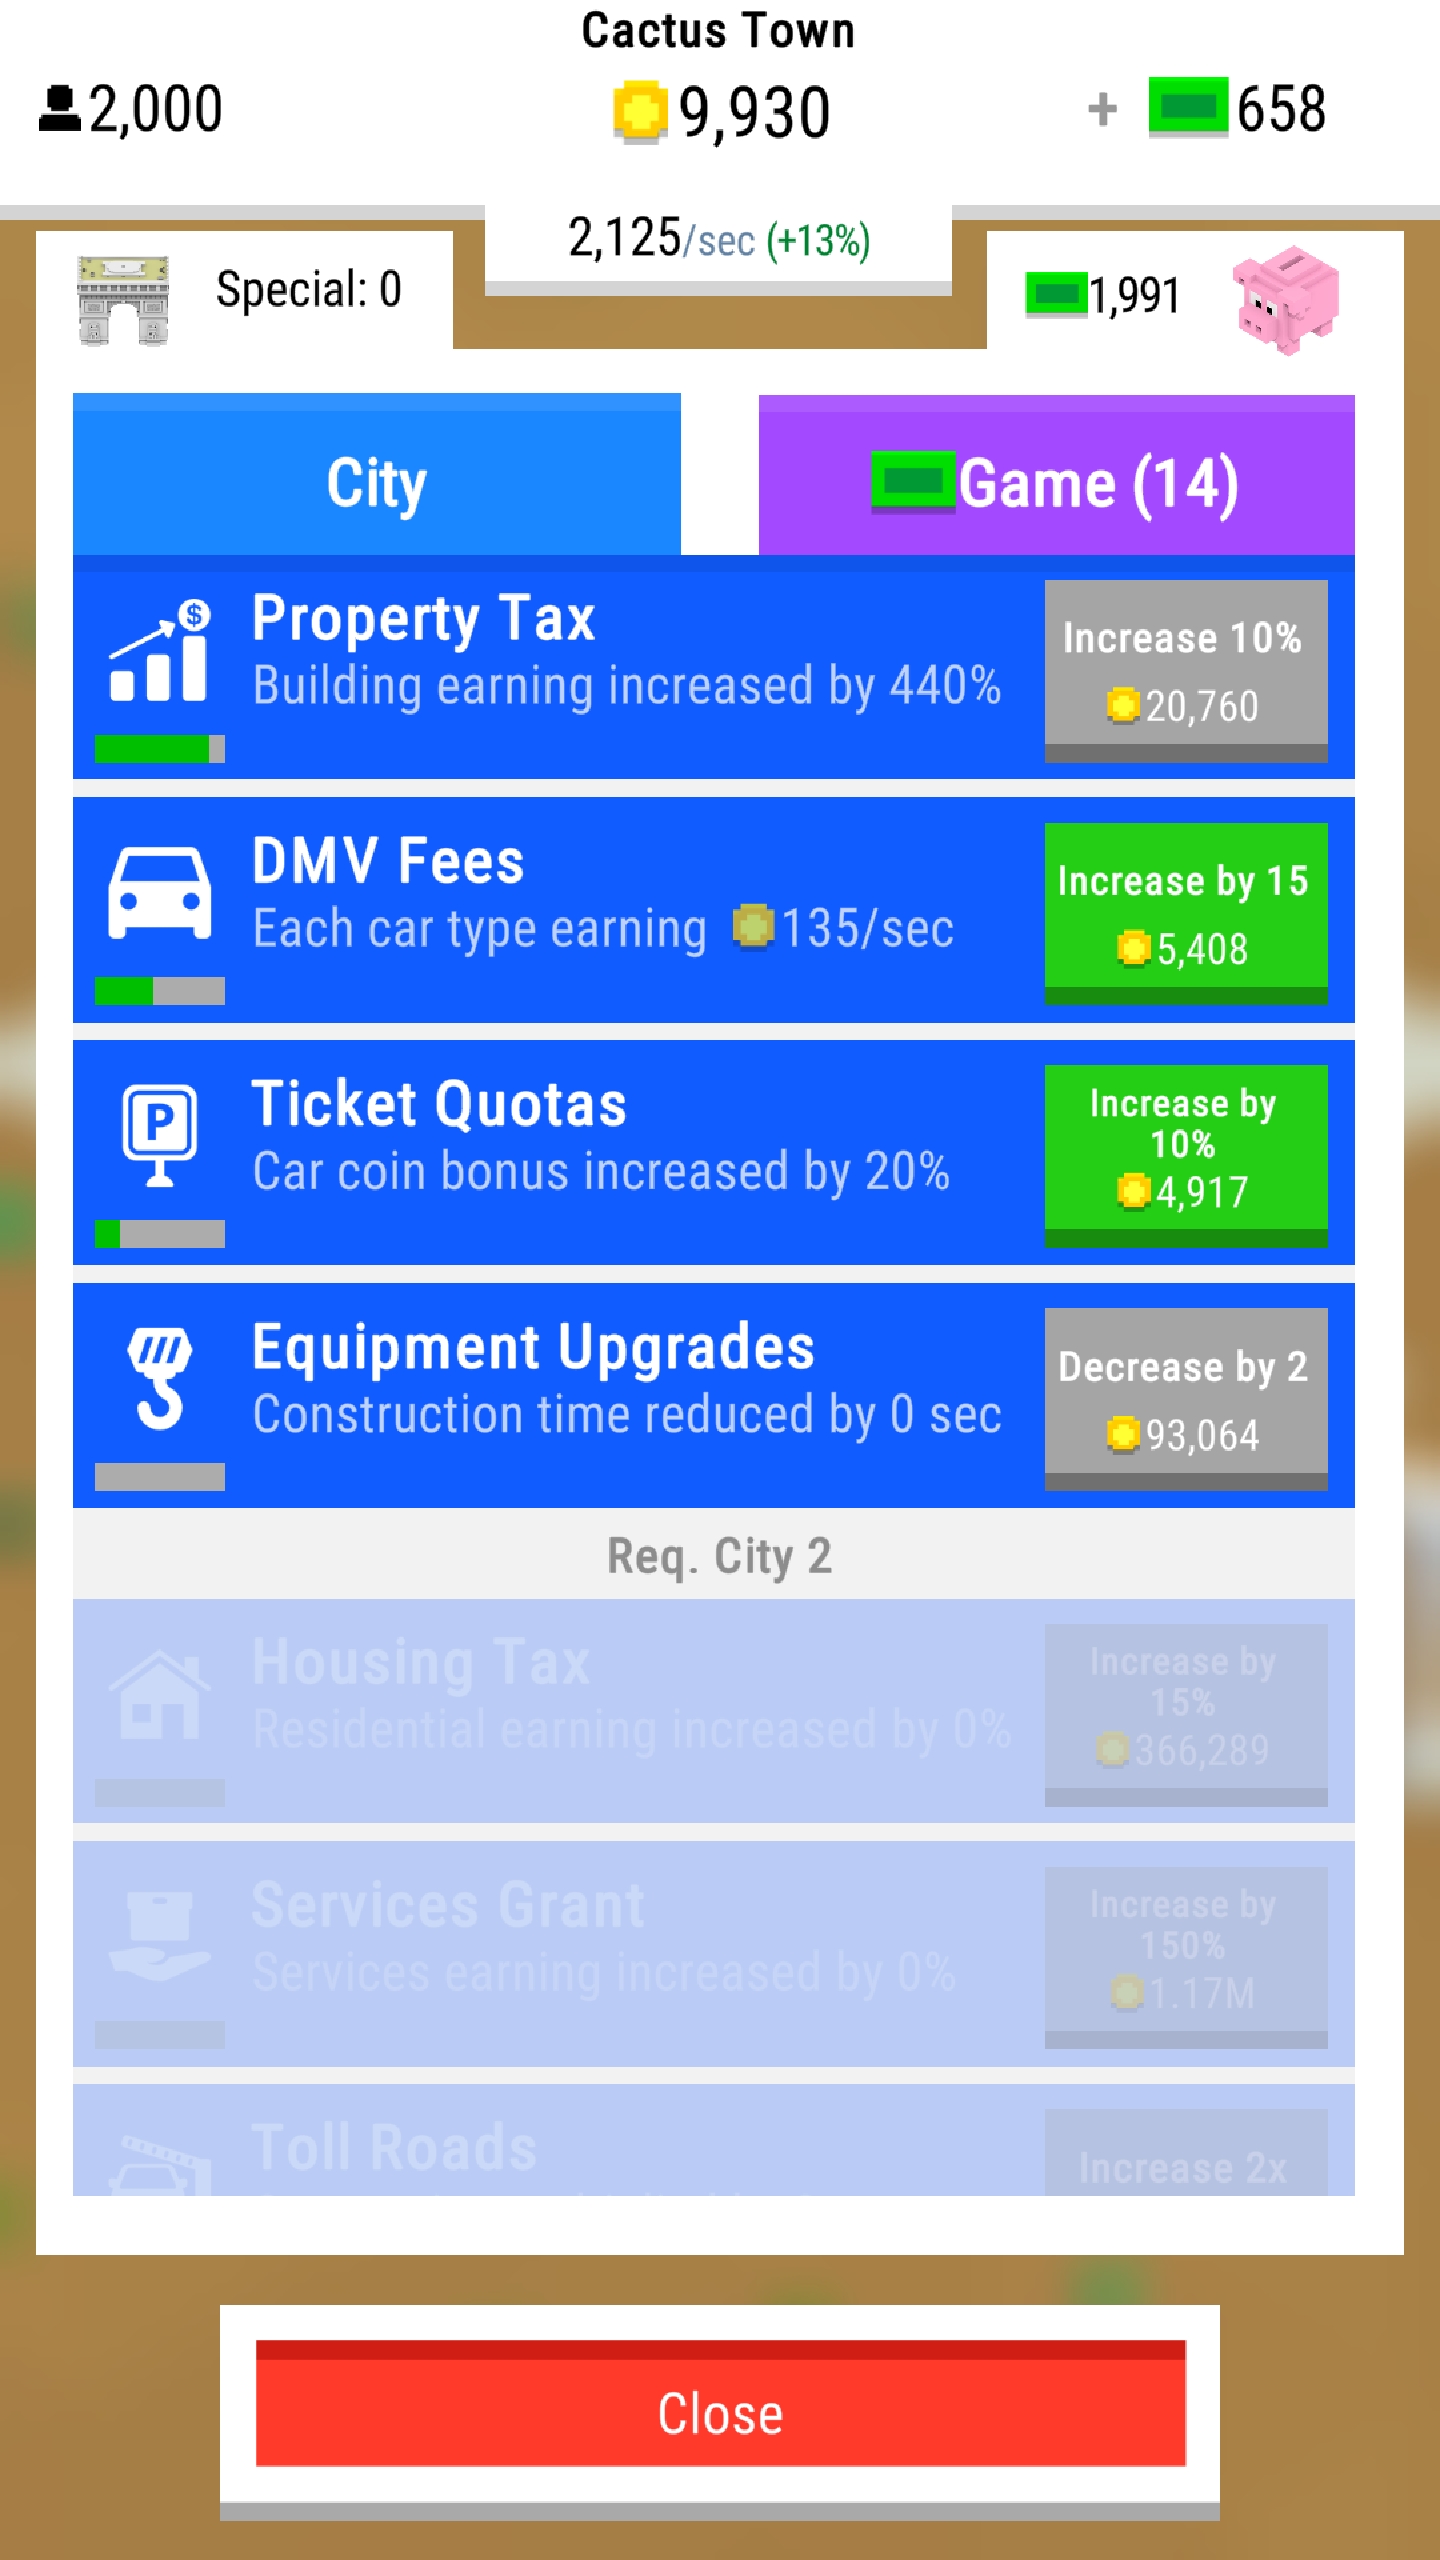 Cactus Town
2,000
9,930
+ 658
2,125/sec (+13%)
Special: 0
1,991
City
Game (14)
$
Property Tax
Building earning increased by 440%
Increase 10%
20,760
DMV Fees
Each car type earning 135/sec
Increase by 15
5,408
P
Ticket Quotas
Car coin bonus increased by 20%
Increase by
10%
4,917
Equipment Upgrades
Construction time reduced by 0 sec
Decrease by 2
93,064
Req. City 2
Housing Tax
Residential earning increased by 0%
Increase by
15%
366,289
Services Grant
Services earning increased by 0%
Increase by
150%
1.17M
Toll Roads
Increase 2x
Close